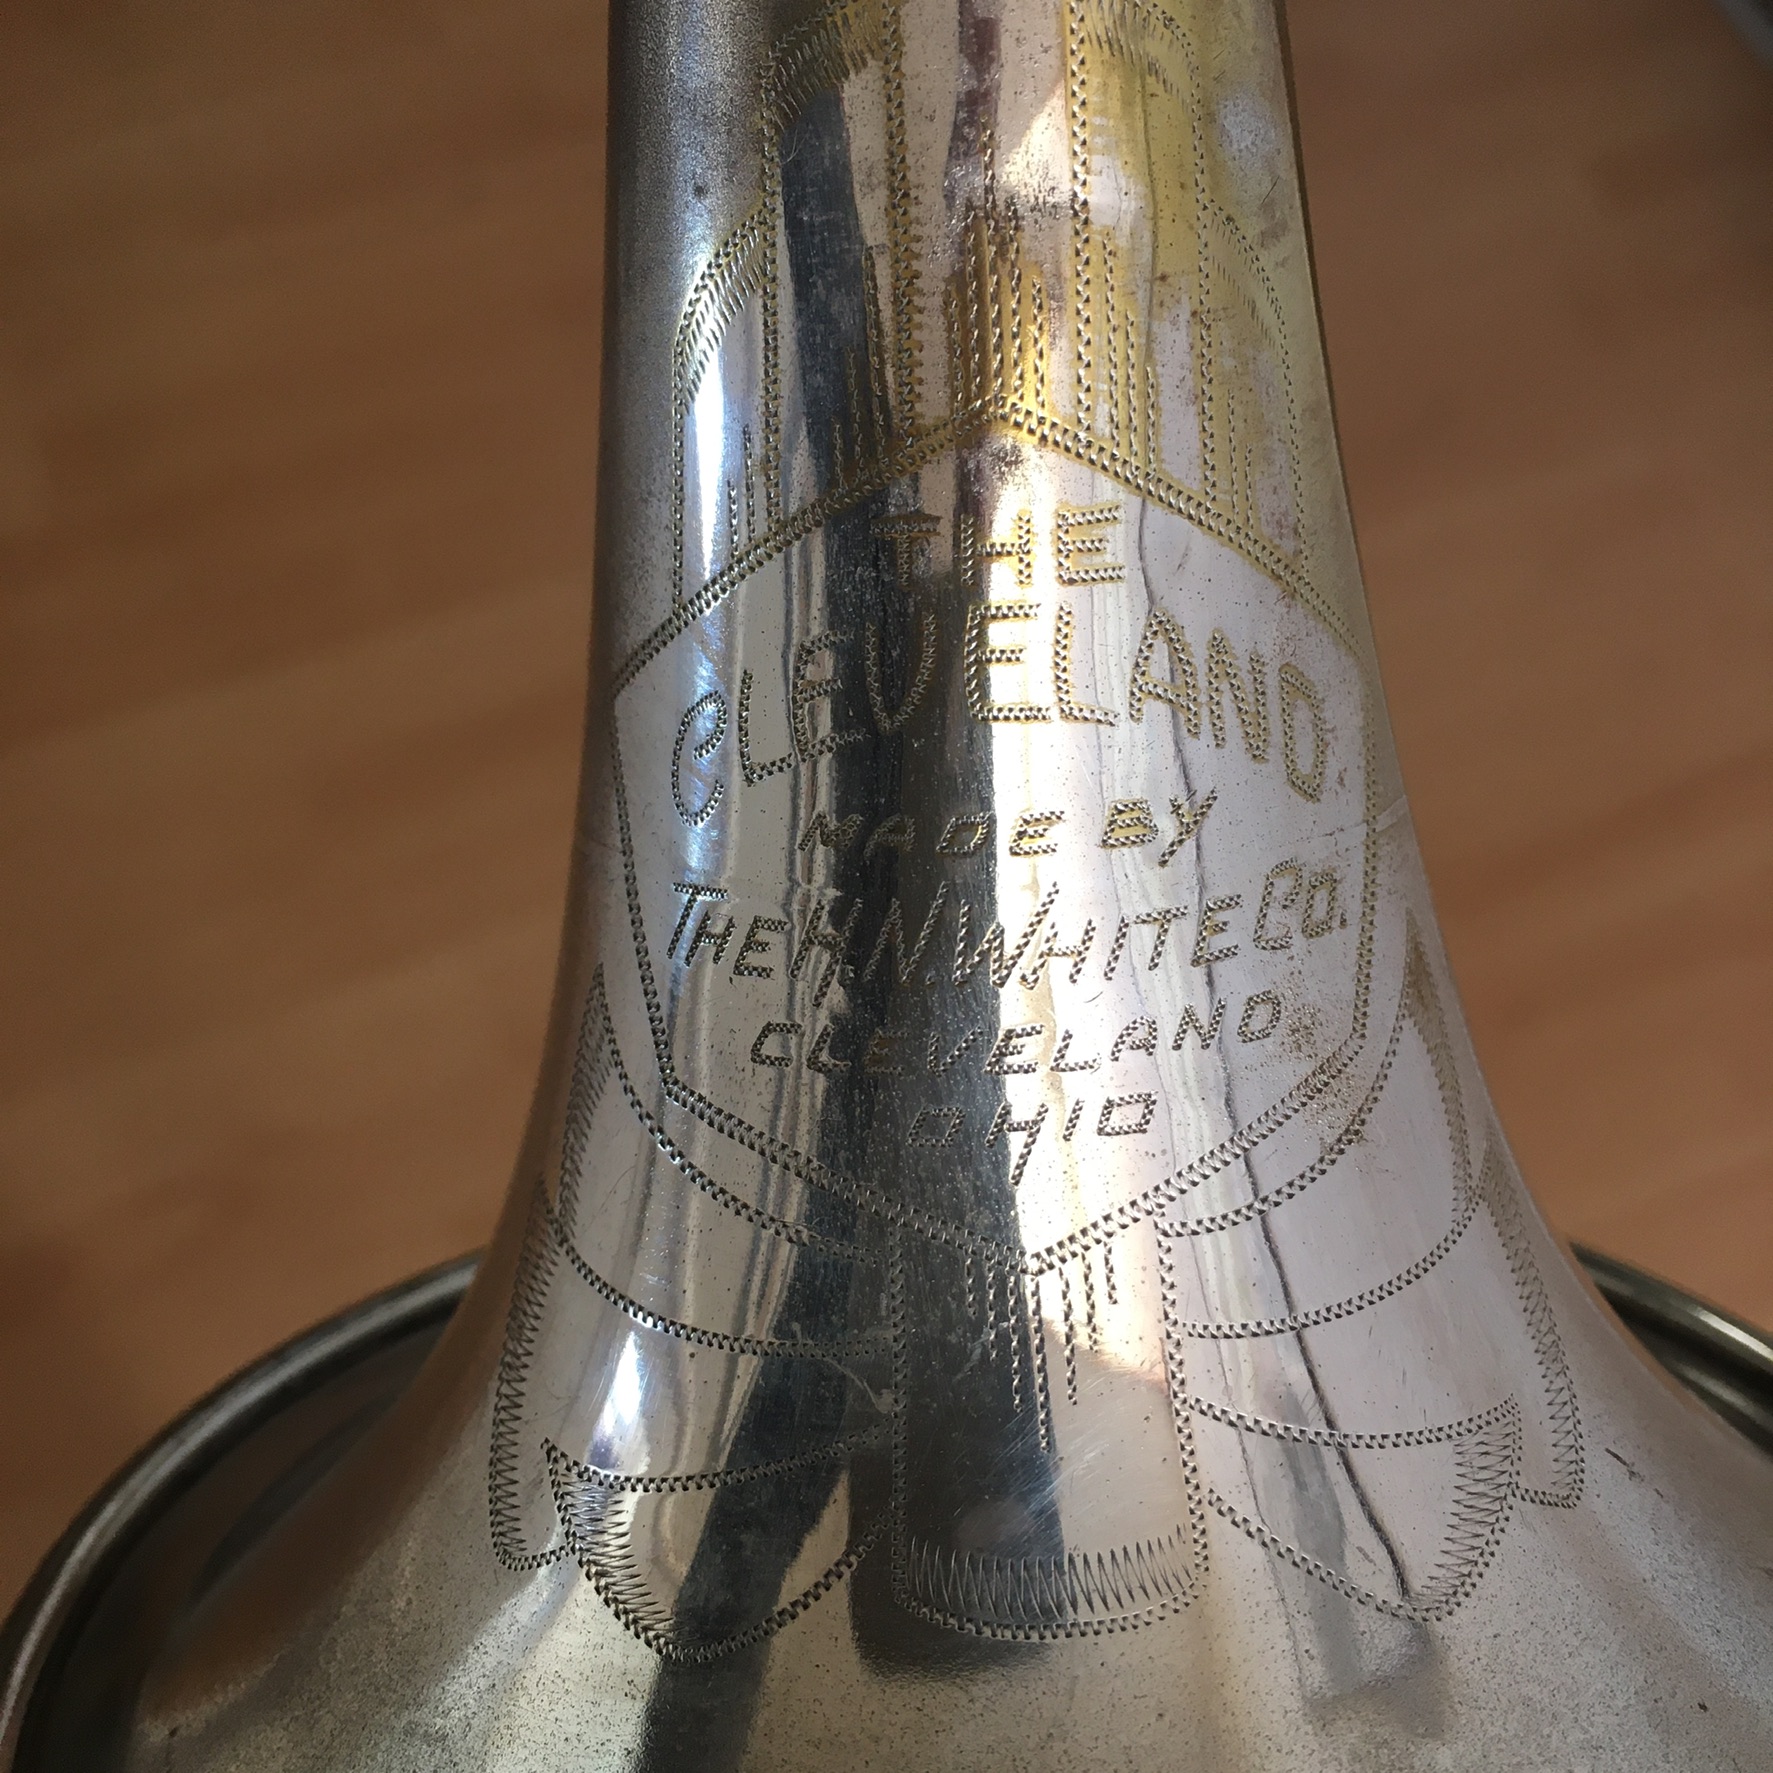 THE
CLEVELAND
MADE BY
THE H.N. WHITE CO.
CLEVELAND
OHIO